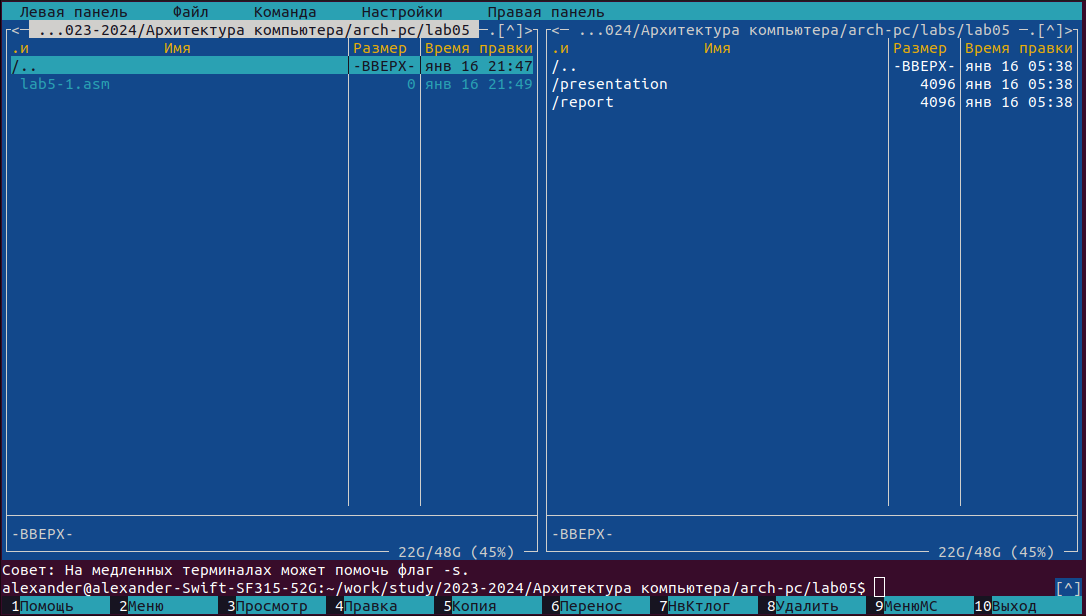 Левая панель Файл Команда Настройки Правая панель
<─ ...023-2024/Архитектура компьютера/arch-pc/lab05 ─.[^]>
.и Имя Размер Время правки
/.. -ВВЕРХ- янв 16 21:47
lab5-1.asm 0 янв 16 21:49
-ВВЕРХ-
22G/48G (45%)
<─ ...024/Архитектура компьютера/arch-pc/labs/lab05 ─.[^]>
.и Имя Размер Время правки
/.. -ВВЕРХ- янв 16 05:38
/presentation 4096 янв 16 05:38
/report 4096 янв 16 05:38
-ВВЕРХ-
22G/48G (45%)
Совет: На медленных терминалах может помочь флаг -s.
alexander@alexander-Swift-SF315-52G:~/work/study/2023-2024/Архитектура компьютера/arch-pc/lab05$ [^]
1Помощь 2Меню 3Просмотр 4Правка 5Копия 6Перенос 7НвКтлог 8Удалить 9МенюМС 10Выход